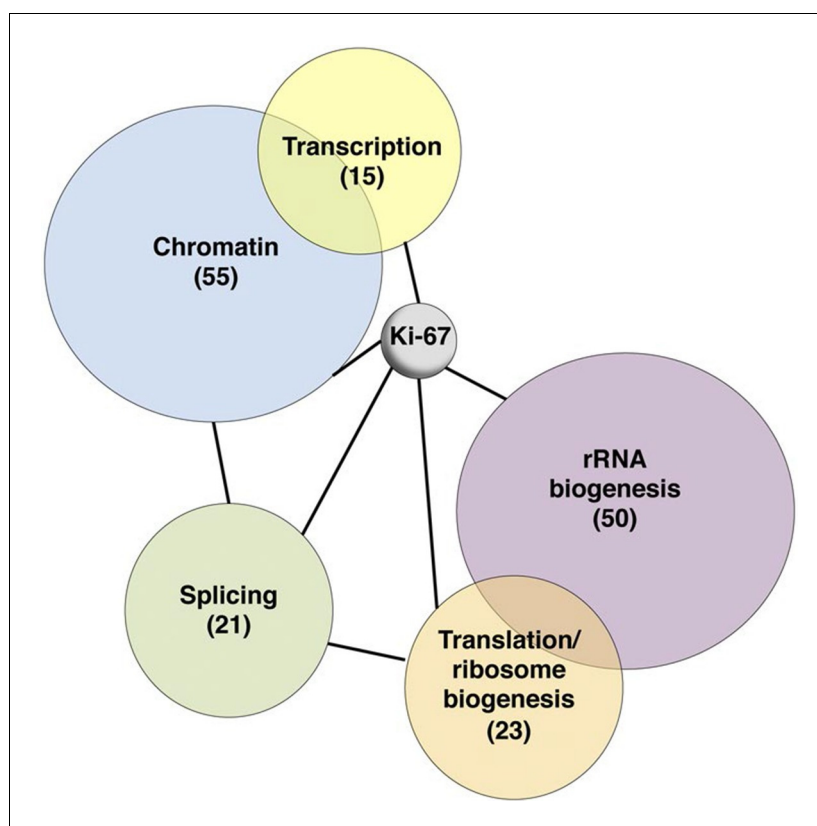 Transcription
(15)
Chromatin
(55)
Ki-67
rRNA
biogenesis
(50)
Splicing
(21)
Translation/
ribosome
biogenesis
(23)